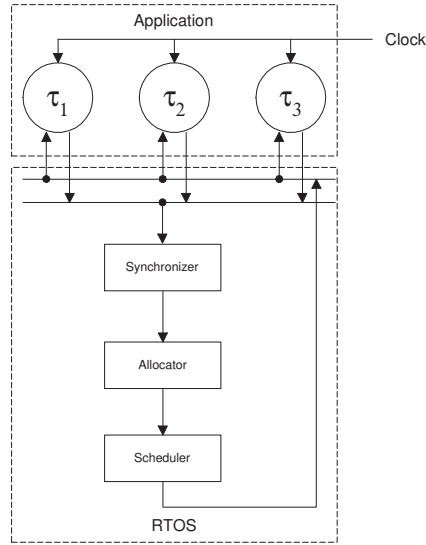 Application
Clock
τ1 τ2 τ3
Synchronizer
Allocator
Scheduler
RTOS